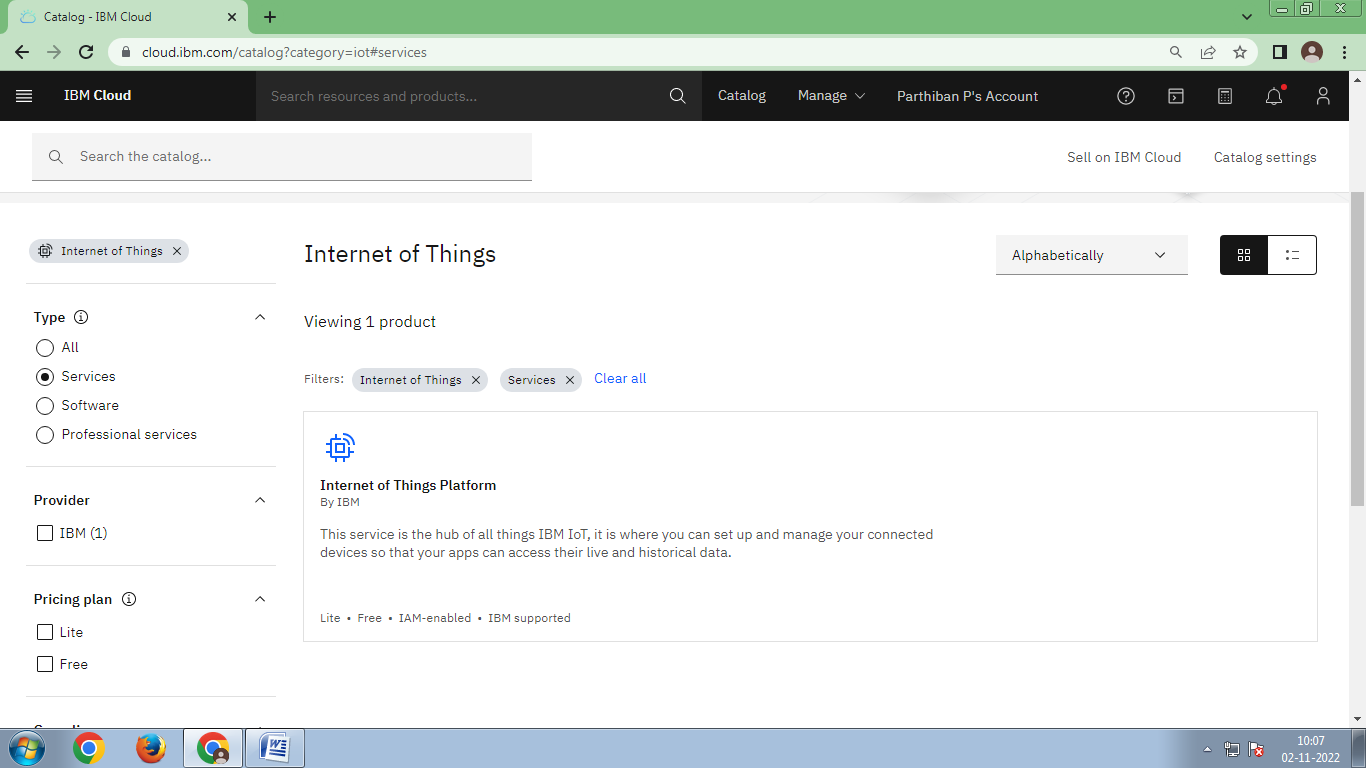 Catalog - IBM Cloud
cloud.ibm.com/catalog?category=iot#services
IBM Cloud
Search resources and products...
Catalog
Manage
Parthiban P's Account
Search the catalog...
Sell on IBM Cloud
Catalog settings
Internet of Things
Type
All
Services
Software
Professional services
Provider
IBM (1)
Pricing plan
Lite
Free
Internet of Things
Alphabetically
Viewing 1 product
Filters: Internet of Things Services Clear all
Internet of Things Platform
By IBM
This service is the hub of all things IBM IoT, it is where you can set up and manage your connected
devices so that your apps can access their live and historical data.
Lite • Free • IAM-enabled • IBM supported
10:07
02-11-2022